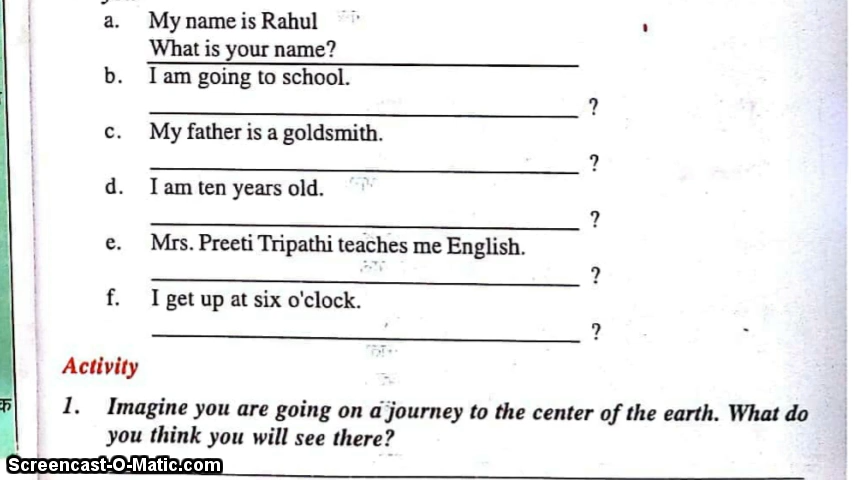 a. My name is Rahul
What is your name?
b. I am going to school.
?
c. My father is a goldsmith.
?
d. I am ten years old.
?
e. Mrs. Preeti Tripathi teaches me English.
?
f. I get up at six o'clock.
?
Activity
1. Imagine you are going on a journey to the center of the earth. What do
you think you will see there?
क
Screencast-O-Matic.com